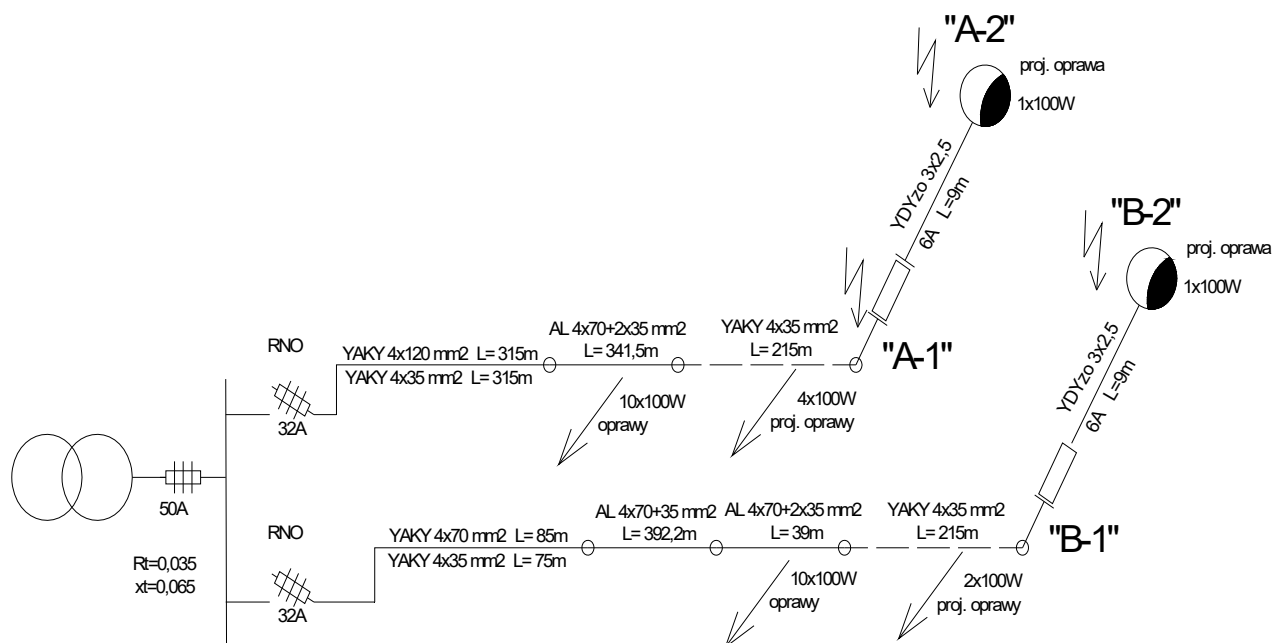 "A-2"
proj. oprawa
1x100W
YDYzo 3x2,5
6A L=9m
"B-2"
proj. oprawa
1x100W
YDYzo 3x2,5
6A L=9m
RNO
32A
YAKY 4x120 mm2 L= 315m
YAKY 4x35 mm2 L= 315m
AL 4x70+2x35 mm2
L= 341,5m
YAKY 4x35 mm2
L= 215m
"A-1"
10x100W
oprawy
4x100W
proj. oprawy
50A
Rt=0,035
xt=0,065
RNO
32A
YAKY 4x70 mm2 L= 85m
YAKY 4x35 mm2 L= 75m
AL 4x70+35 mm2
L= 392,2m
AL 4x70+2x35 mm2
L= 39m
YAKY 4x35 mm2
L= 215m
"B-1"
10x100W
oprawy
2x100W
proj. oprawy